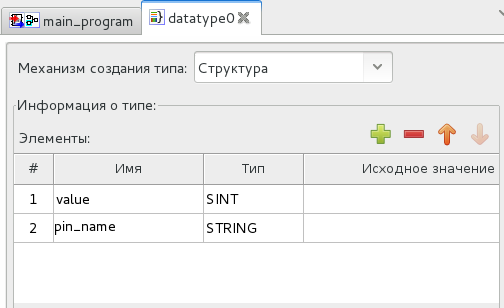 main_program datatype0
Механизм создания типа: Структура
Информация о типе:
Элементы:
# Имя Тип Исходное значение
1 value SINT
2 pin_name STRING